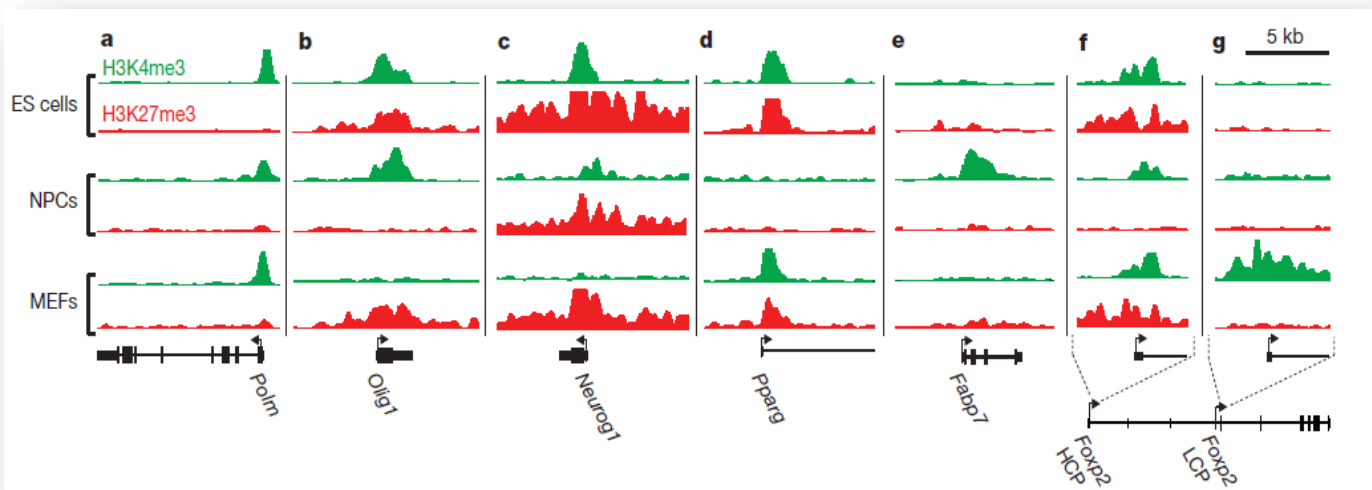 a b c d e f g
5 kb
H3K4me3
ES cells
H3K27me3
NPCs
MEFs
Polm
Olig1
Neurog1
Pparg
Fabp7
Foxp2
HCP
Foxp2
LCP